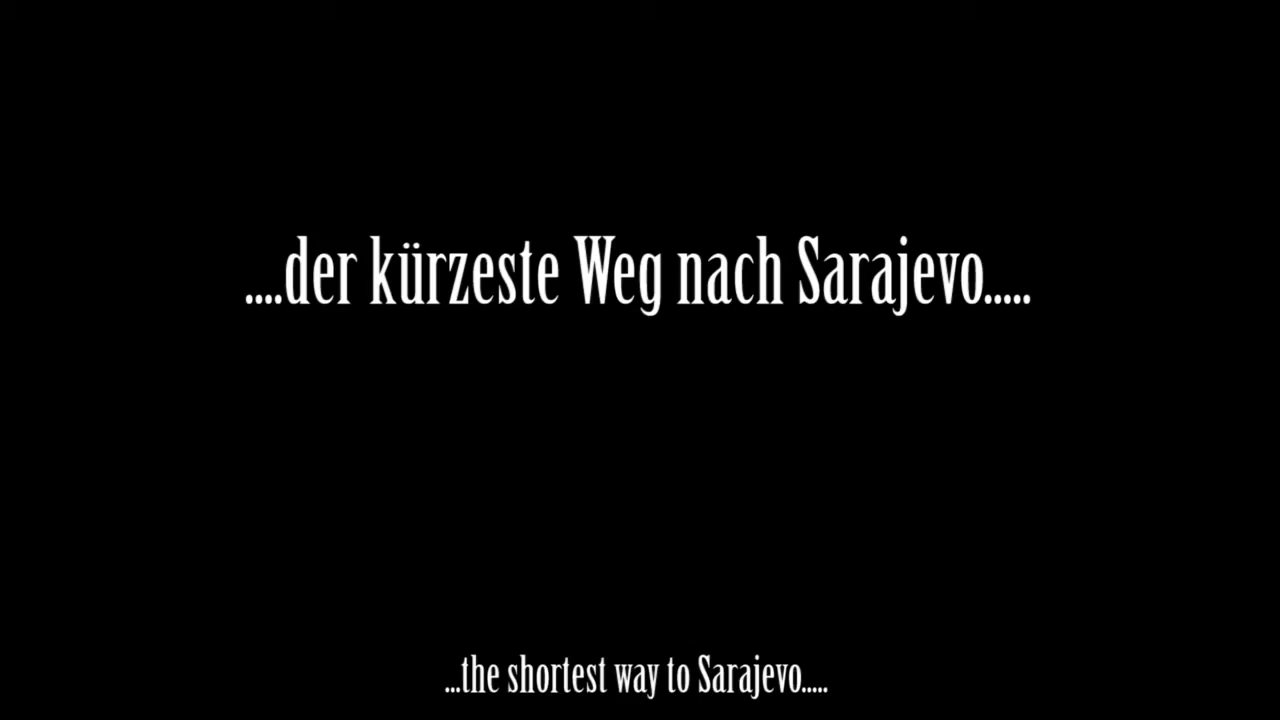 ....der kürzeste Weg nach Sarajevo.....
...the shortest way to Sarajevo.....